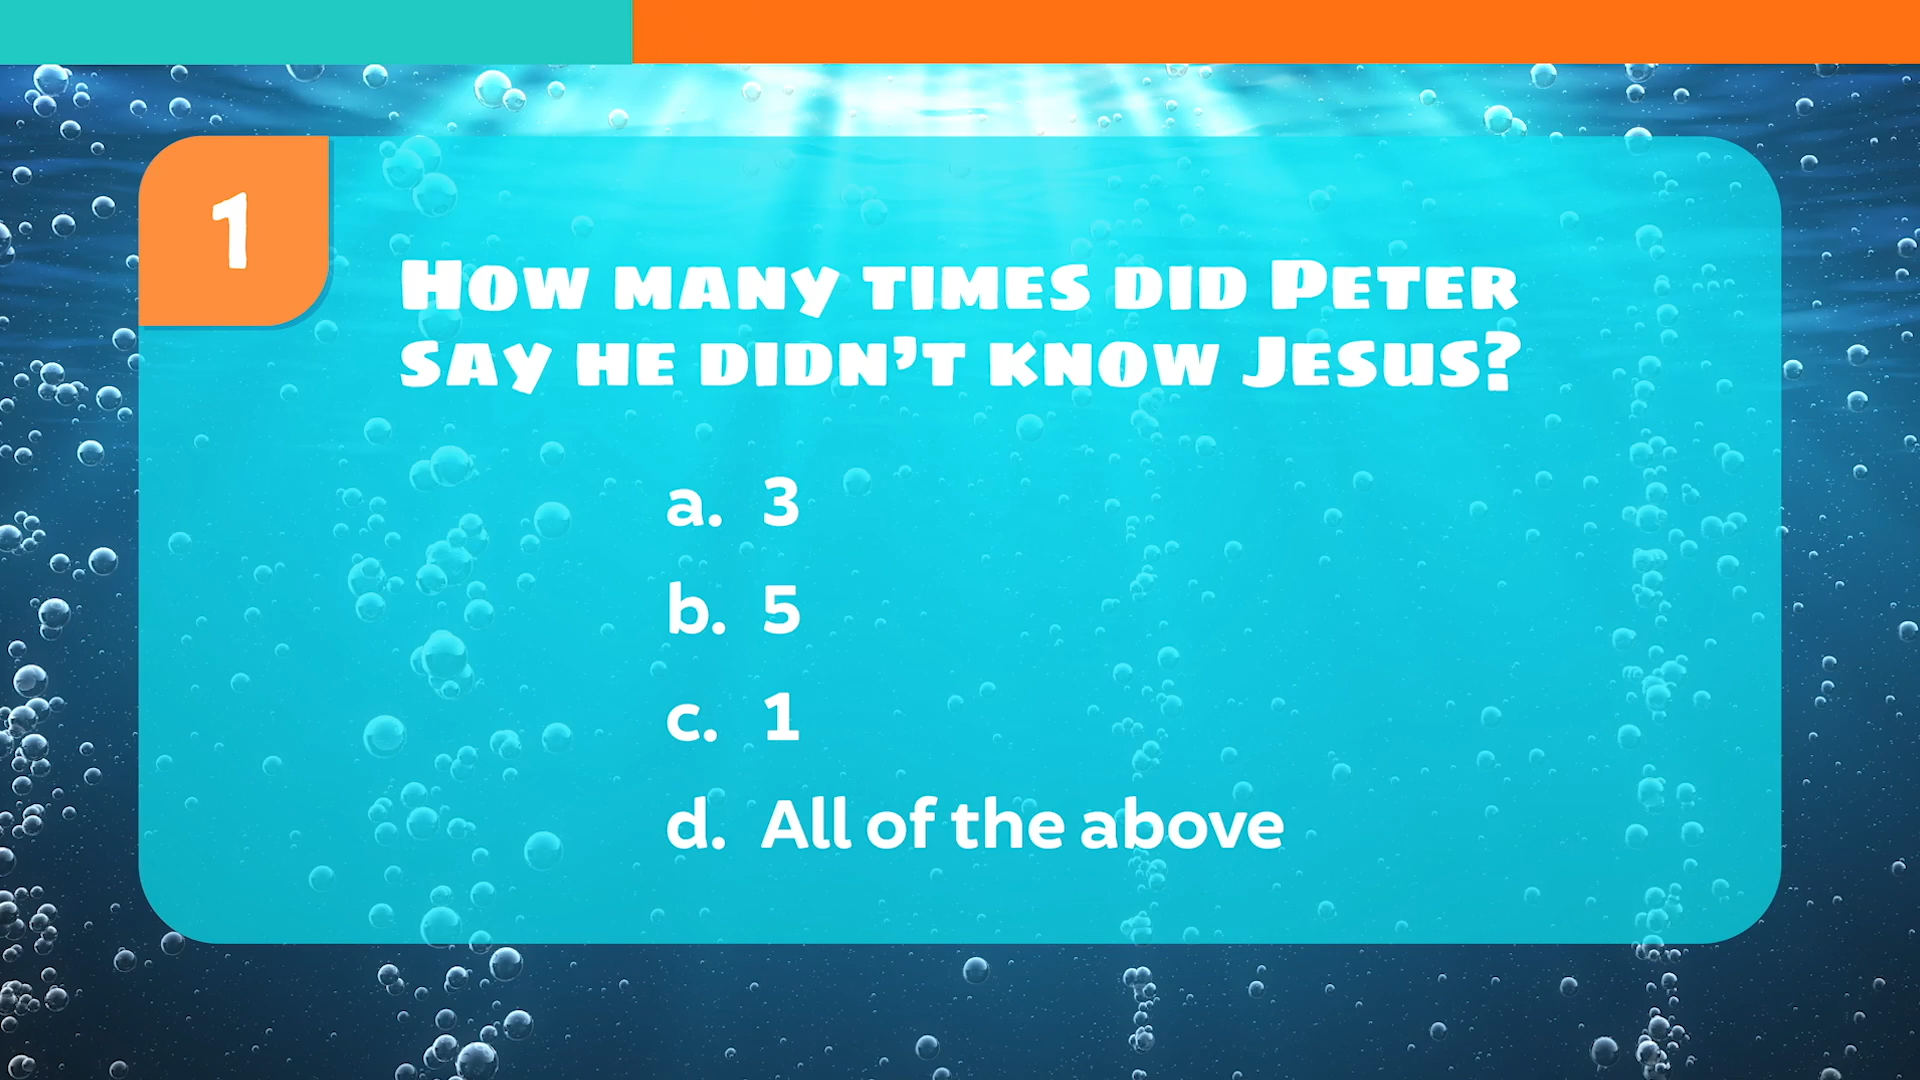 1
How many times did Peter
say he didn’t know Jesus?
a. 3
b. 5
c. 1
d. All of the above